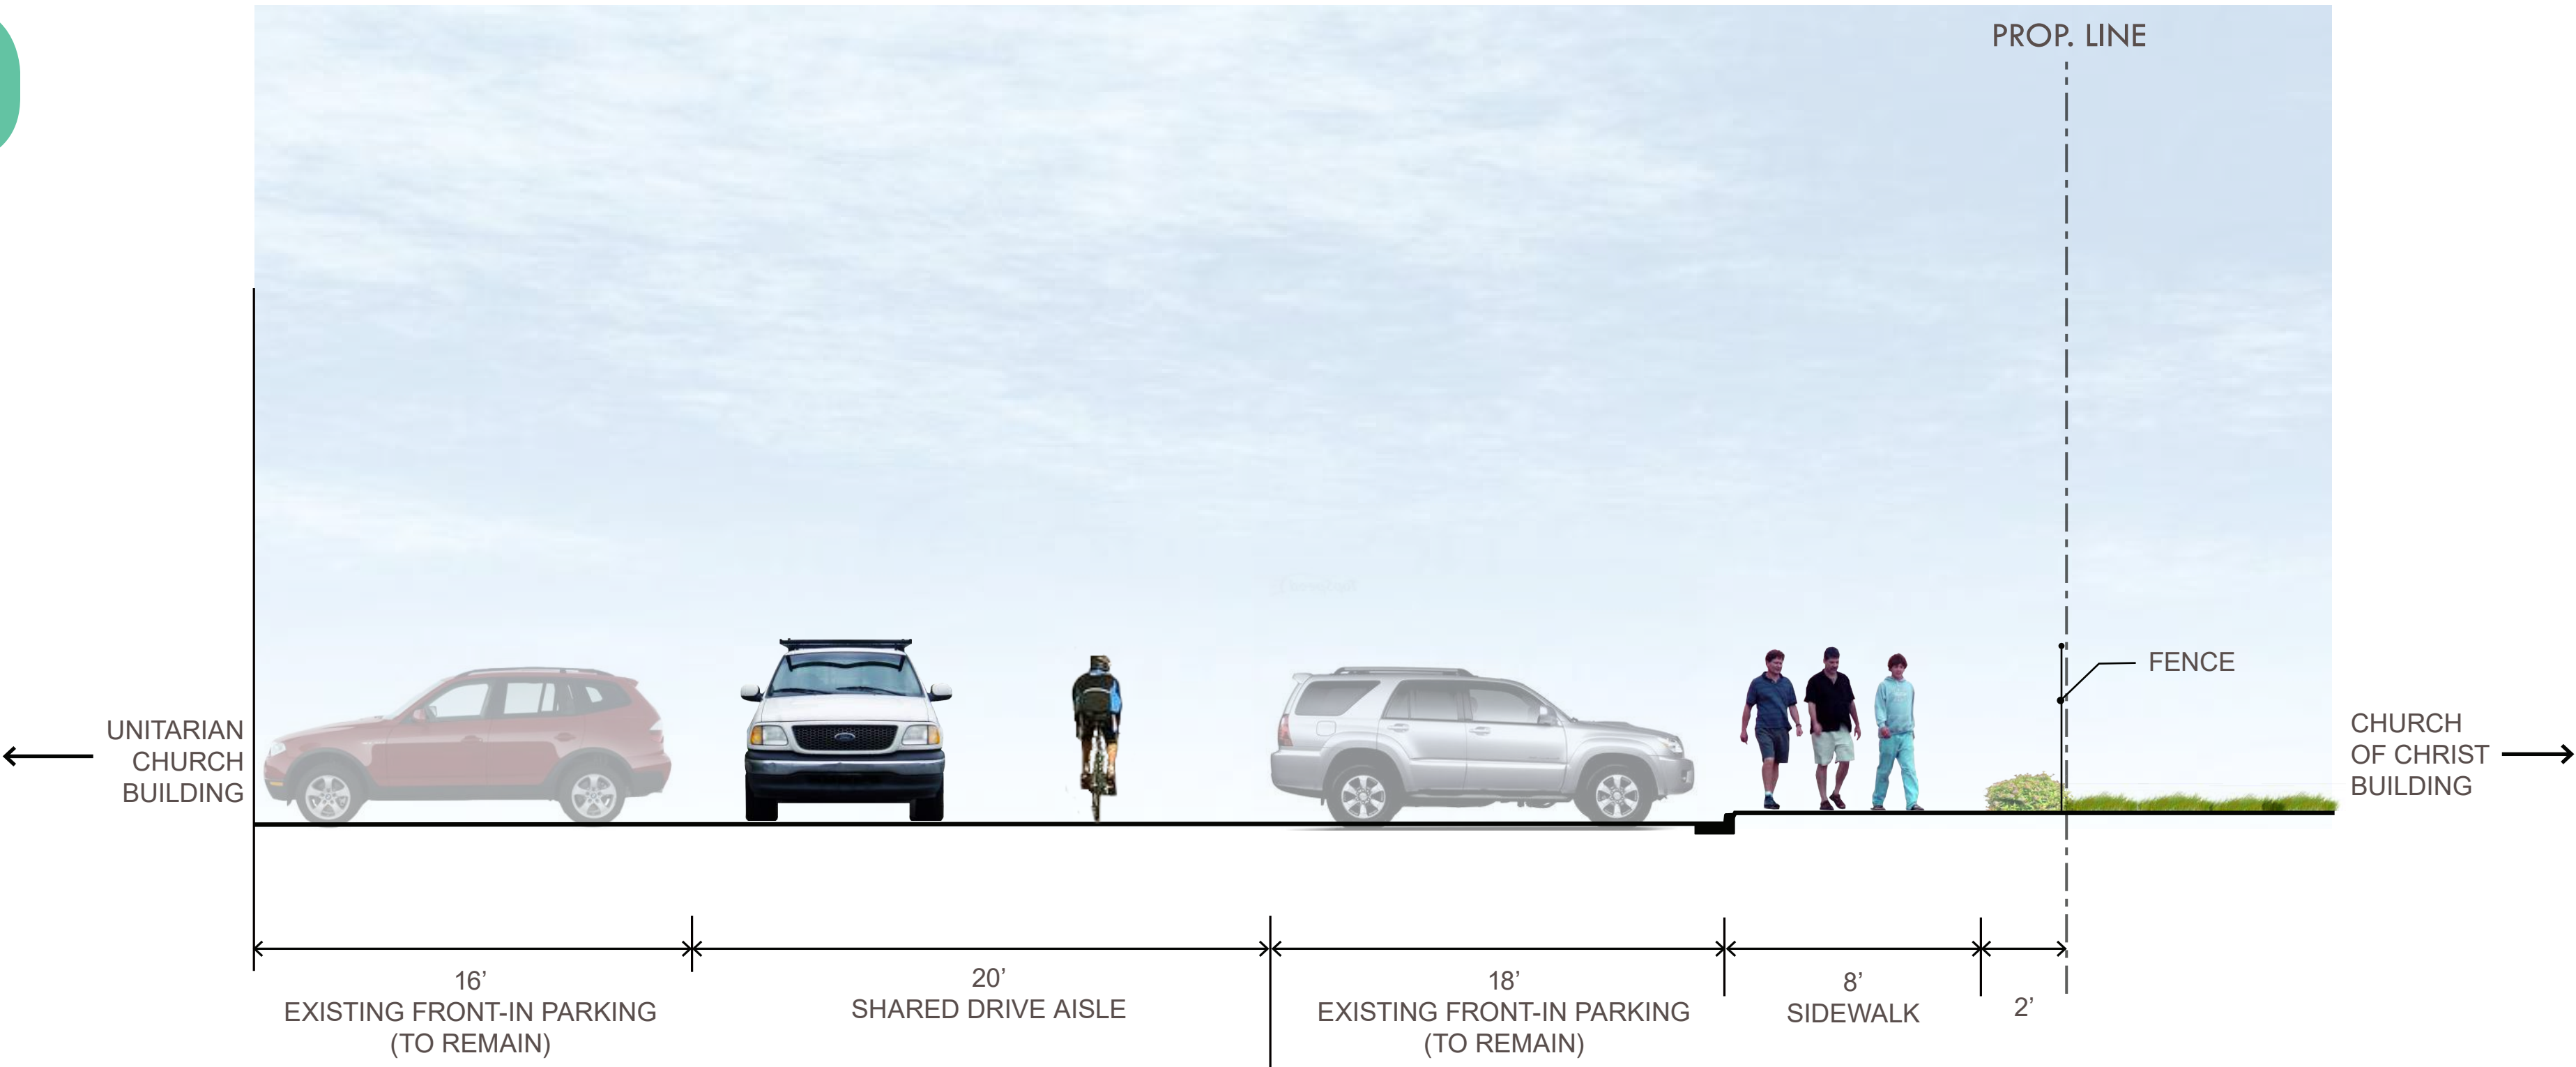 PROP. LINE
FENCE
UNITARIAN
CHURCH
BUILDING
CHURCH
OF CHRIST
BUILDING
16’
EXISTING FRONT-IN PARKING
(TO REMAIN)
20’
SHARED DRIVE AISLE
18’
EXISTING FRONT-IN PARKING
(TO REMAIN)
8’
SIDEWALK
2’